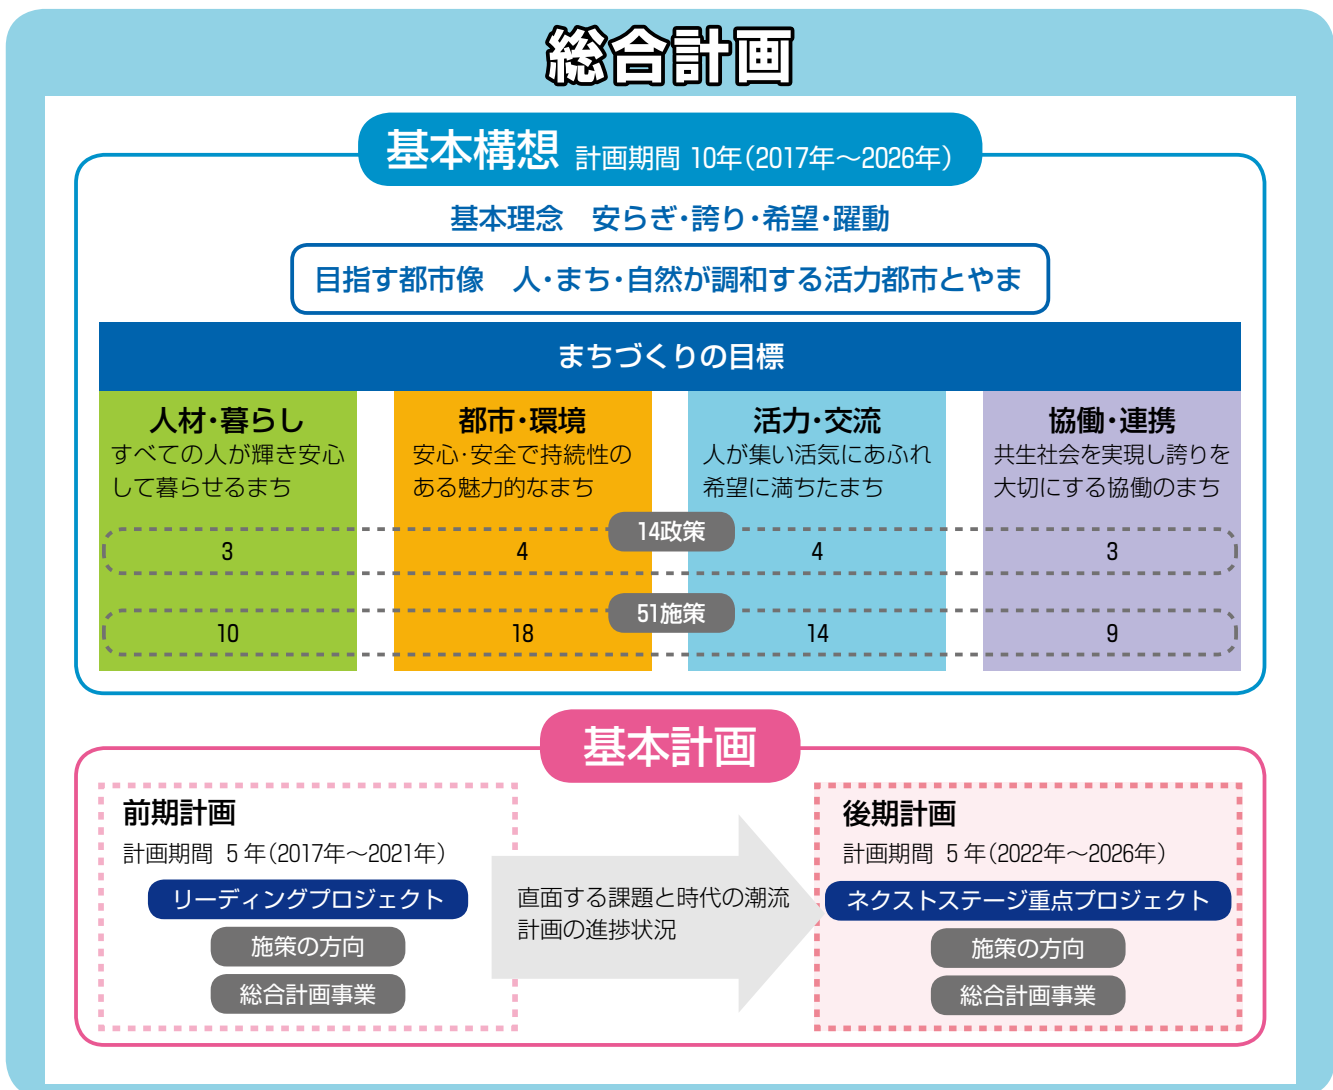 総合計画
基本構想 計画期間 10年(2017年～2026年)
基本理念　安らぎ・誇り・希望・躍動
目指す都市像　人・まち・自然が調和する活力都市とやま
まちづくりの目標
人材・暮らし
すべての人が輝き安心
して暮らせるまち
都市・環境
安心・安全で持続性の
ある魅力的なまち
活力・交流
人が集い活気にあふれ
希望に満ちたまち
協働・連携
共生社会を実現し誇りを
大切にする協働のまち
14政策
3 4 4 3
51施策
10 18 14 9
基本計画
前期計画
計画期間 5年(2017年～2021年)
リーディングプロジェクト
施策の方向
総合計画事業
直面する課題と時代の潮流
計画の進捗状況
後期計画
計画期間 5年(2022年～2026年)
ネクストステージ重点プロジェクト
施策の方向
総合計画事業